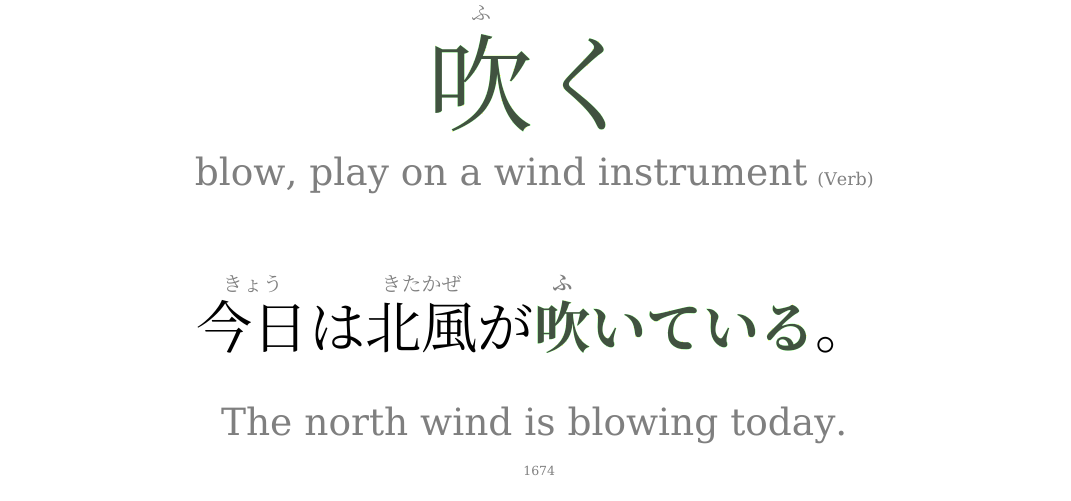 ふ
吹く
blow, play on a wind instrument (Verb)
きょう きたかぜ ふ
今日は北風が吹いている。
The north wind is blowing today.
1674